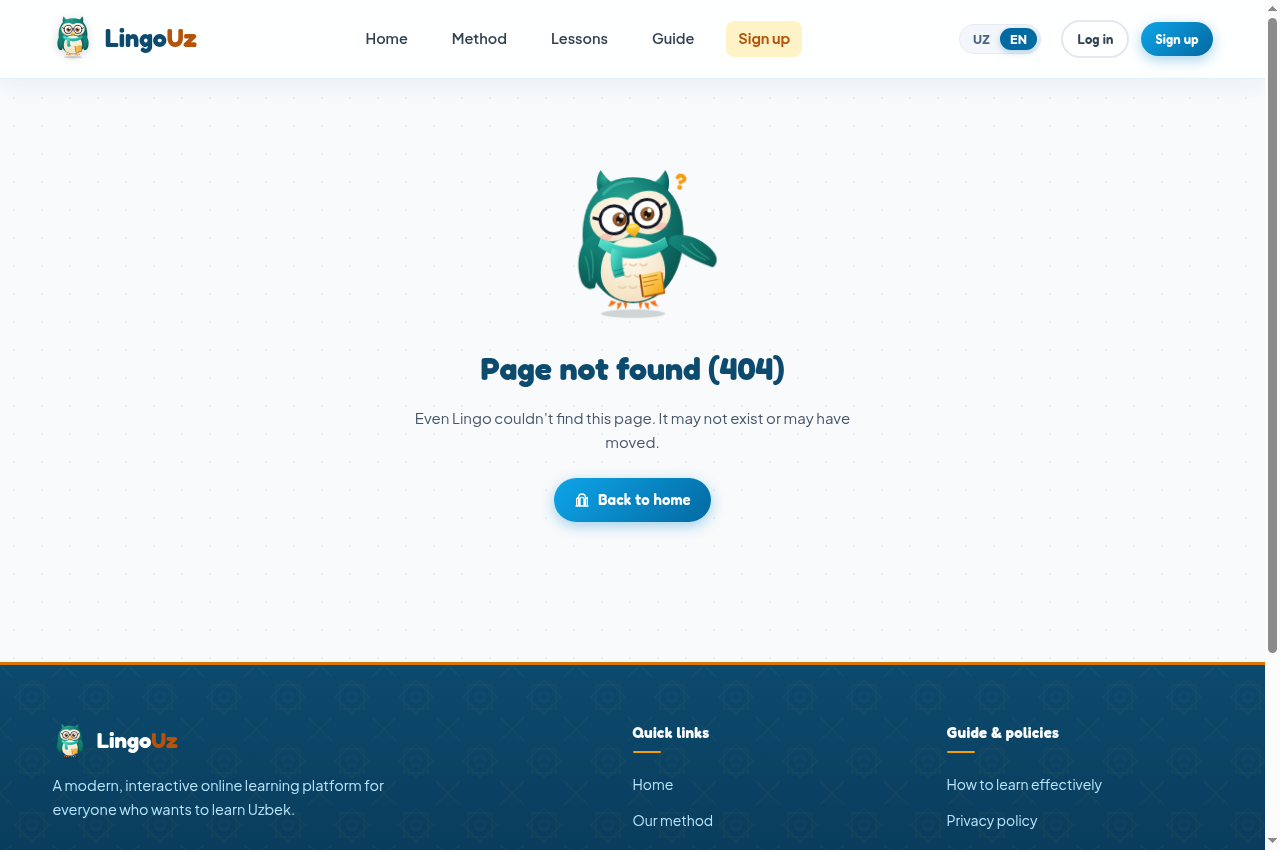 LingoUz
Home
Method
Lessons
Guide
Sign up
UZ
EN
Log in
Sign up
?
Page not found (404)
Even Lingo couldn't find this page. It may not exist or may have
moved.
Back to home
LingoUz
A modern, interactive online learning platform for
everyone who wants to learn Uzbek.
Quick links
Home
Our method
Guide & policies
How to learn effectively
Privacy policy